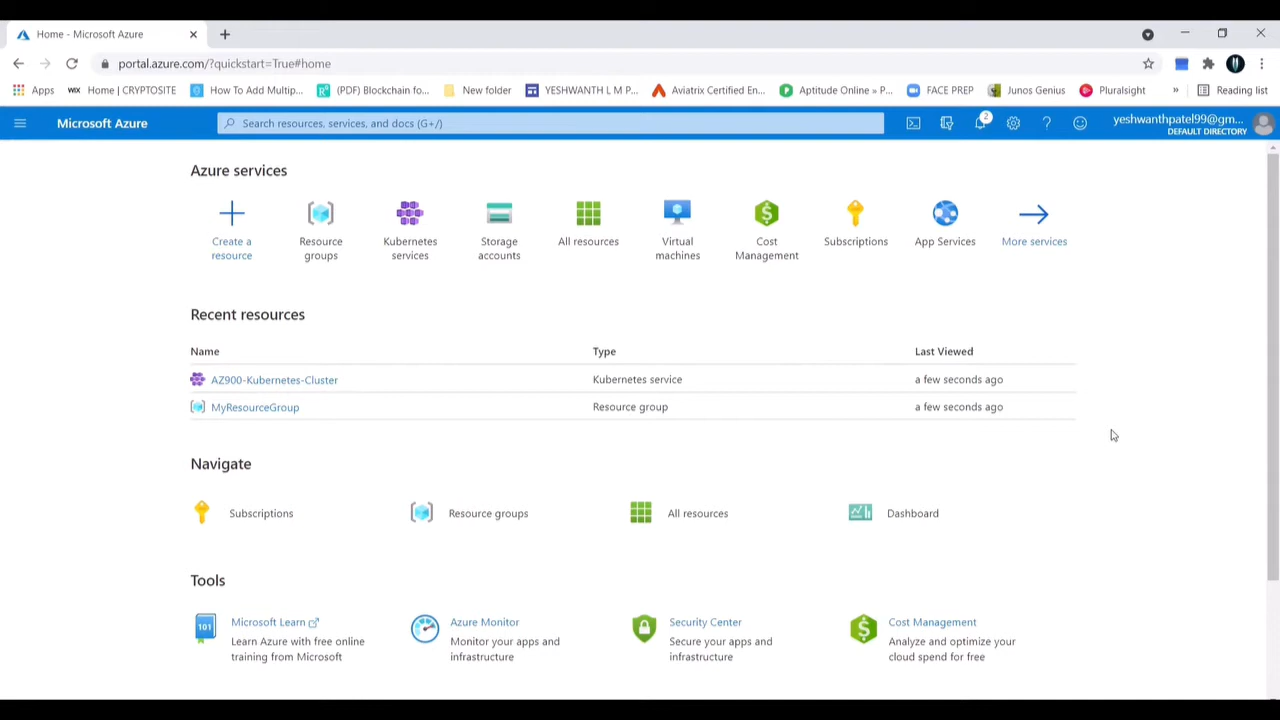 Home - Microsoft Azure
portal.azure.com/?quickstart=True#home
Apps
WIX Home | CRYPTOSITE
How To Add Multip...
(PDF) Blockchain fo...
New folder
YESHWANTH L M P...
Aviatrix Certified En...
Aptitude Online » P...
FACE PREP
Junos Genius
Pluralsight
»
Reading list
Microsoft Azure
Search resources, services, and docs (G+/)
2
yeshwanthpatel99@gm...
DEFAULT DIRECTORY
Azure services
Create a
resource
Resource
groups
Kubernetes
services
Storage
accounts
All resources
Virtual
machines
Cost
Management
Subscriptions
App Services
More services
Recent resources
Name Type Last Viewed
AZ900-Kubernetes-Cluster Kubernetes service a few seconds ago
MyResourceGroup Resource group a few seconds ago
Navigate
Subscriptions
Resource groups
All resources
Dashboard
Tools
101
Microsoft Learn
Learn Azure with free online
training from Microsoft
Azure Monitor
Monitor your apps and
infrastructure
Security Center
Secure your apps and
infrastructure
Cost Management
Analyze and optimize your
cloud spend for free